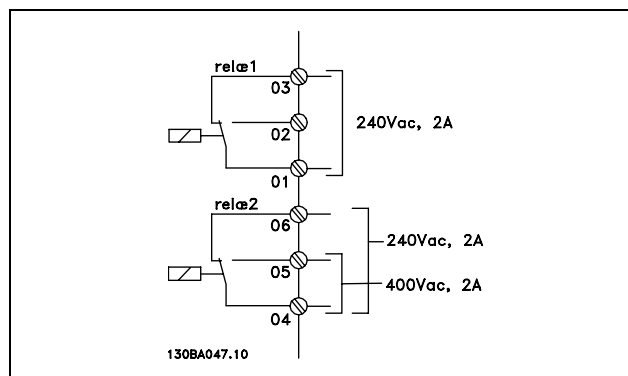 relæ1
03
02
240Vac, 2A
01
relæ2
06
240Vac, 2A
05
400Vac, 2A
04
130BA047.10